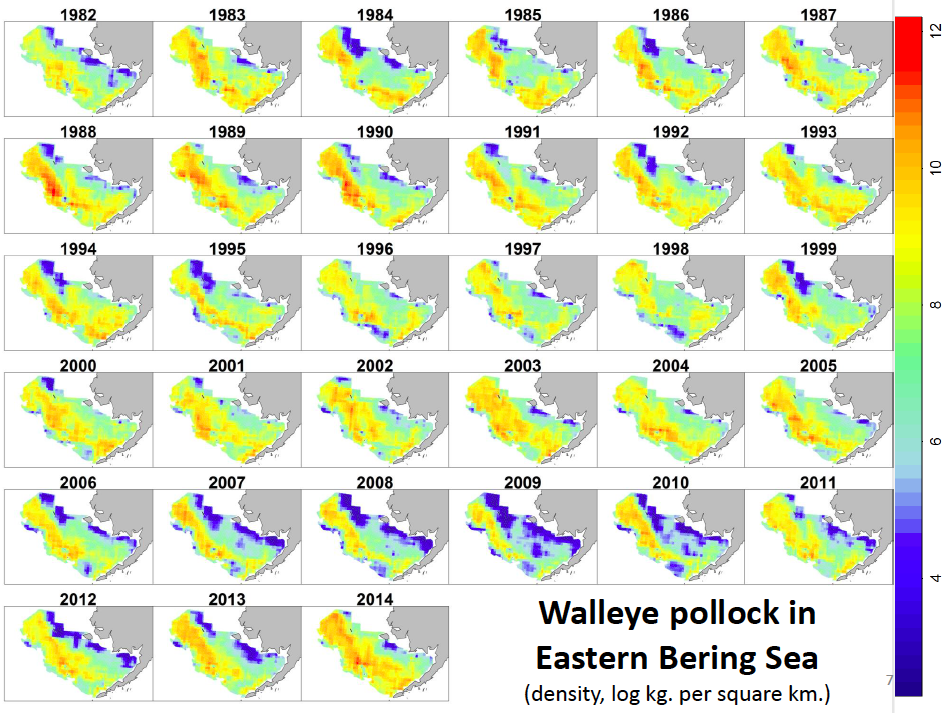 1982 1983 1984 1985 1986 1987
1988 1989 1990 1991 1992 1993
1994 1995 1996 1997 1998 1999
2000 2001 2002 2003 2004 2005
2006 2007 2008 2009 2010 2011
2012 2013 2014
Walleye pollock in
Eastern Bering Sea
(density, log kg. per square km.)
7
12
10
8
6
4